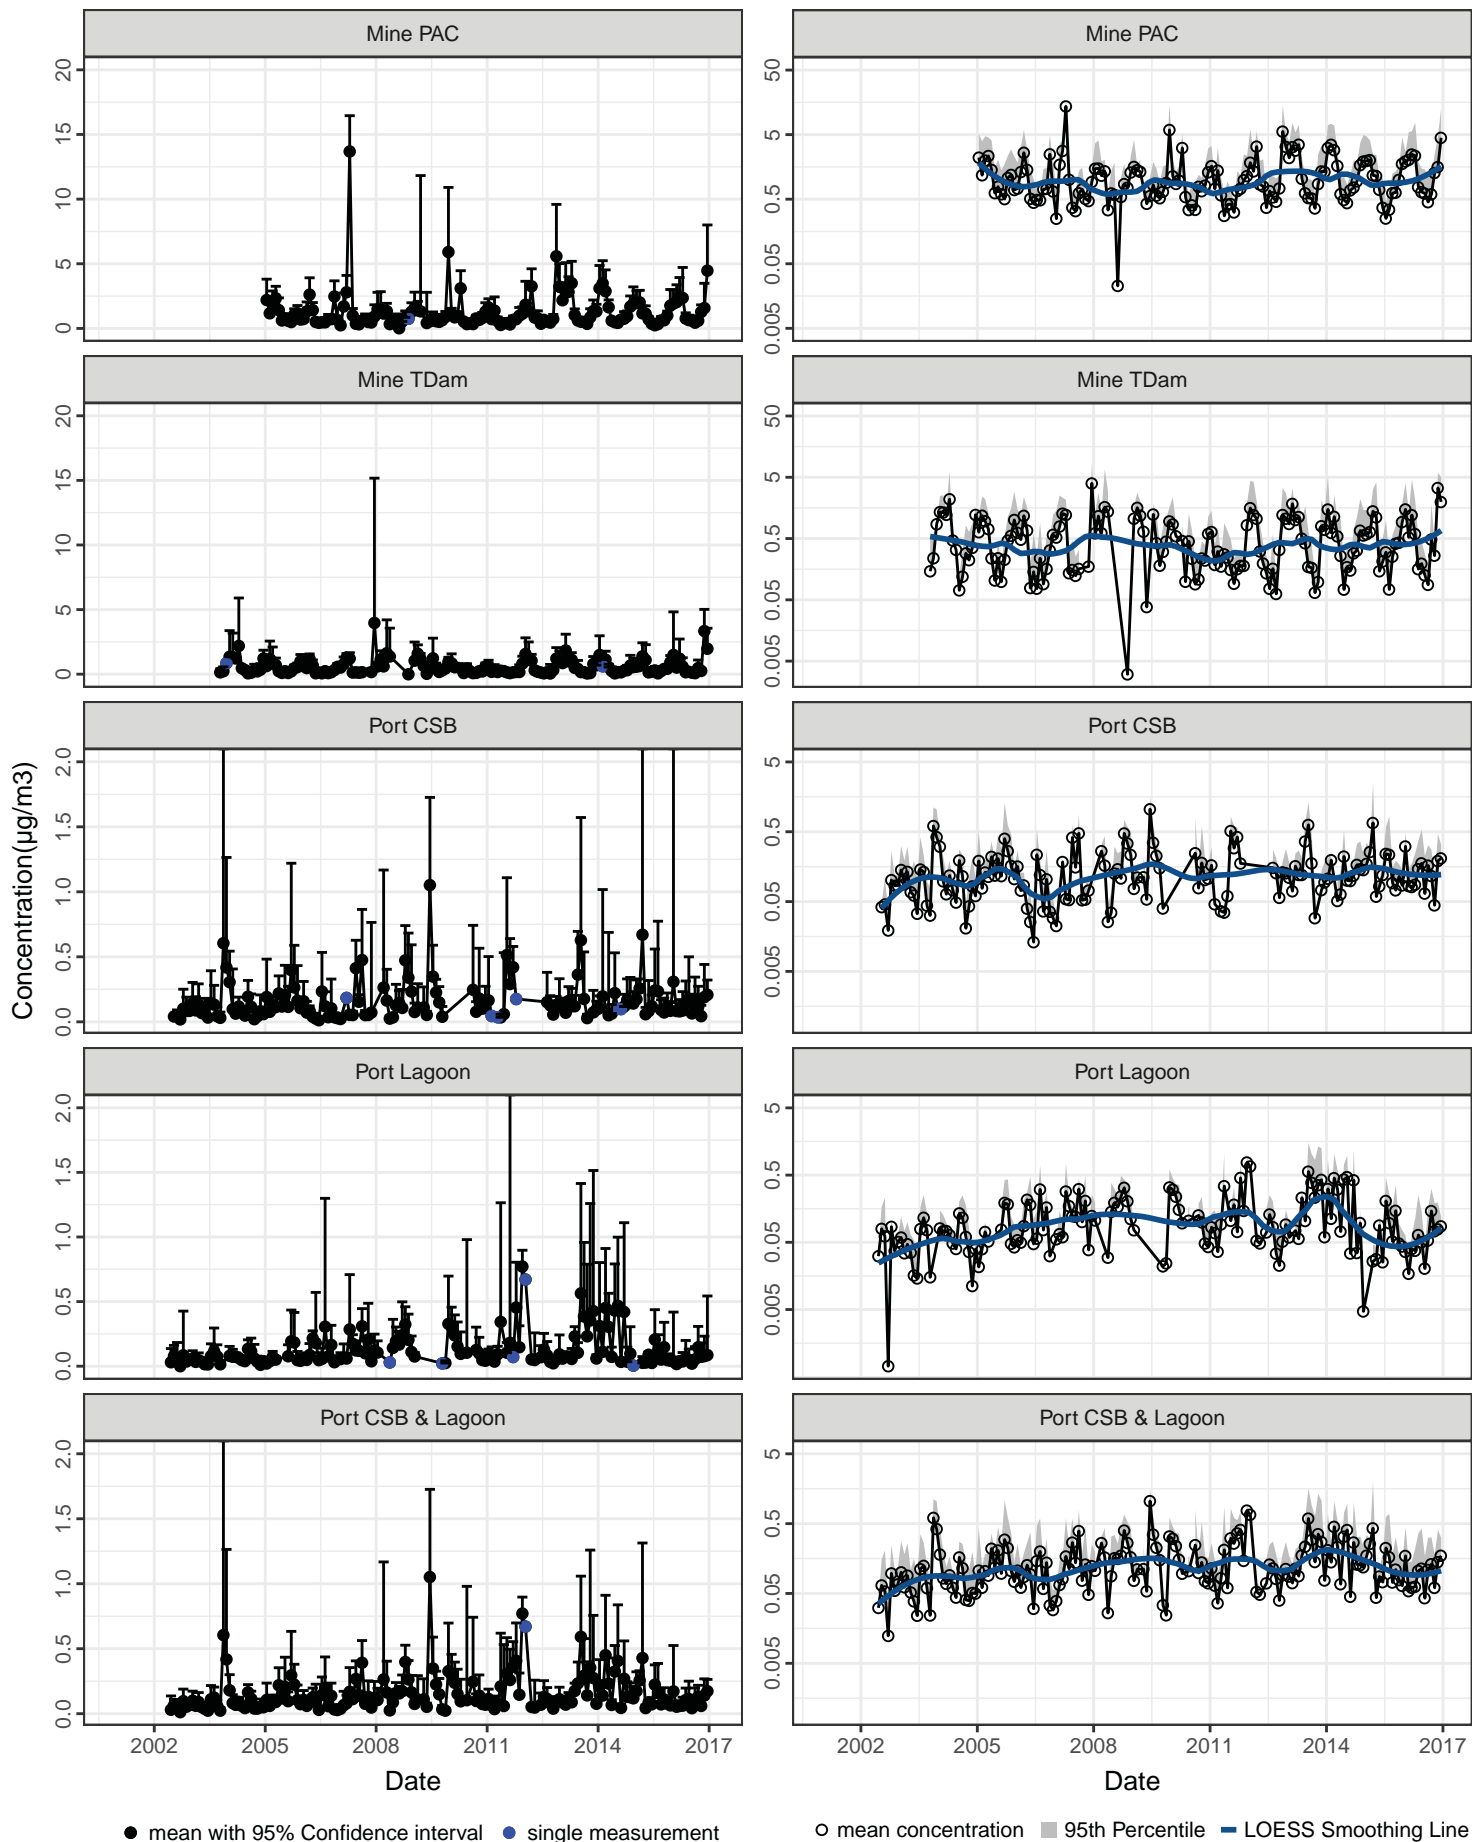 Mine PAC
Mine PAC
20
15
10
5
0
50
5
0.5
0.05
0.005
Mine TDam
Mine TDam
20
15
10
5
0
50
5
0.5
0.05
0.005
Port CSB
Port CSB
2.0
1.5
1.0
0.5
0.0
5
0.5
0.05
0.005
Concentration(µg/m3)
Port Lagoon
Port Lagoon
2.0
1.5
1.0
0.5
0.0
5
0.5
0.05
0.005
Port CSB & Lagoon
Port CSB & Lagoon
2.0
1.5
1.0
0.5
0.0
5
0.5
0.05
0.005
2002 2005 2008 2011 2014 2017
2002 2005 2008 2011 2014 2017
Date
Date
mean with 95% Confidence interval single measurement
mean concentration 95th Percentile LOESS Smoothing Line